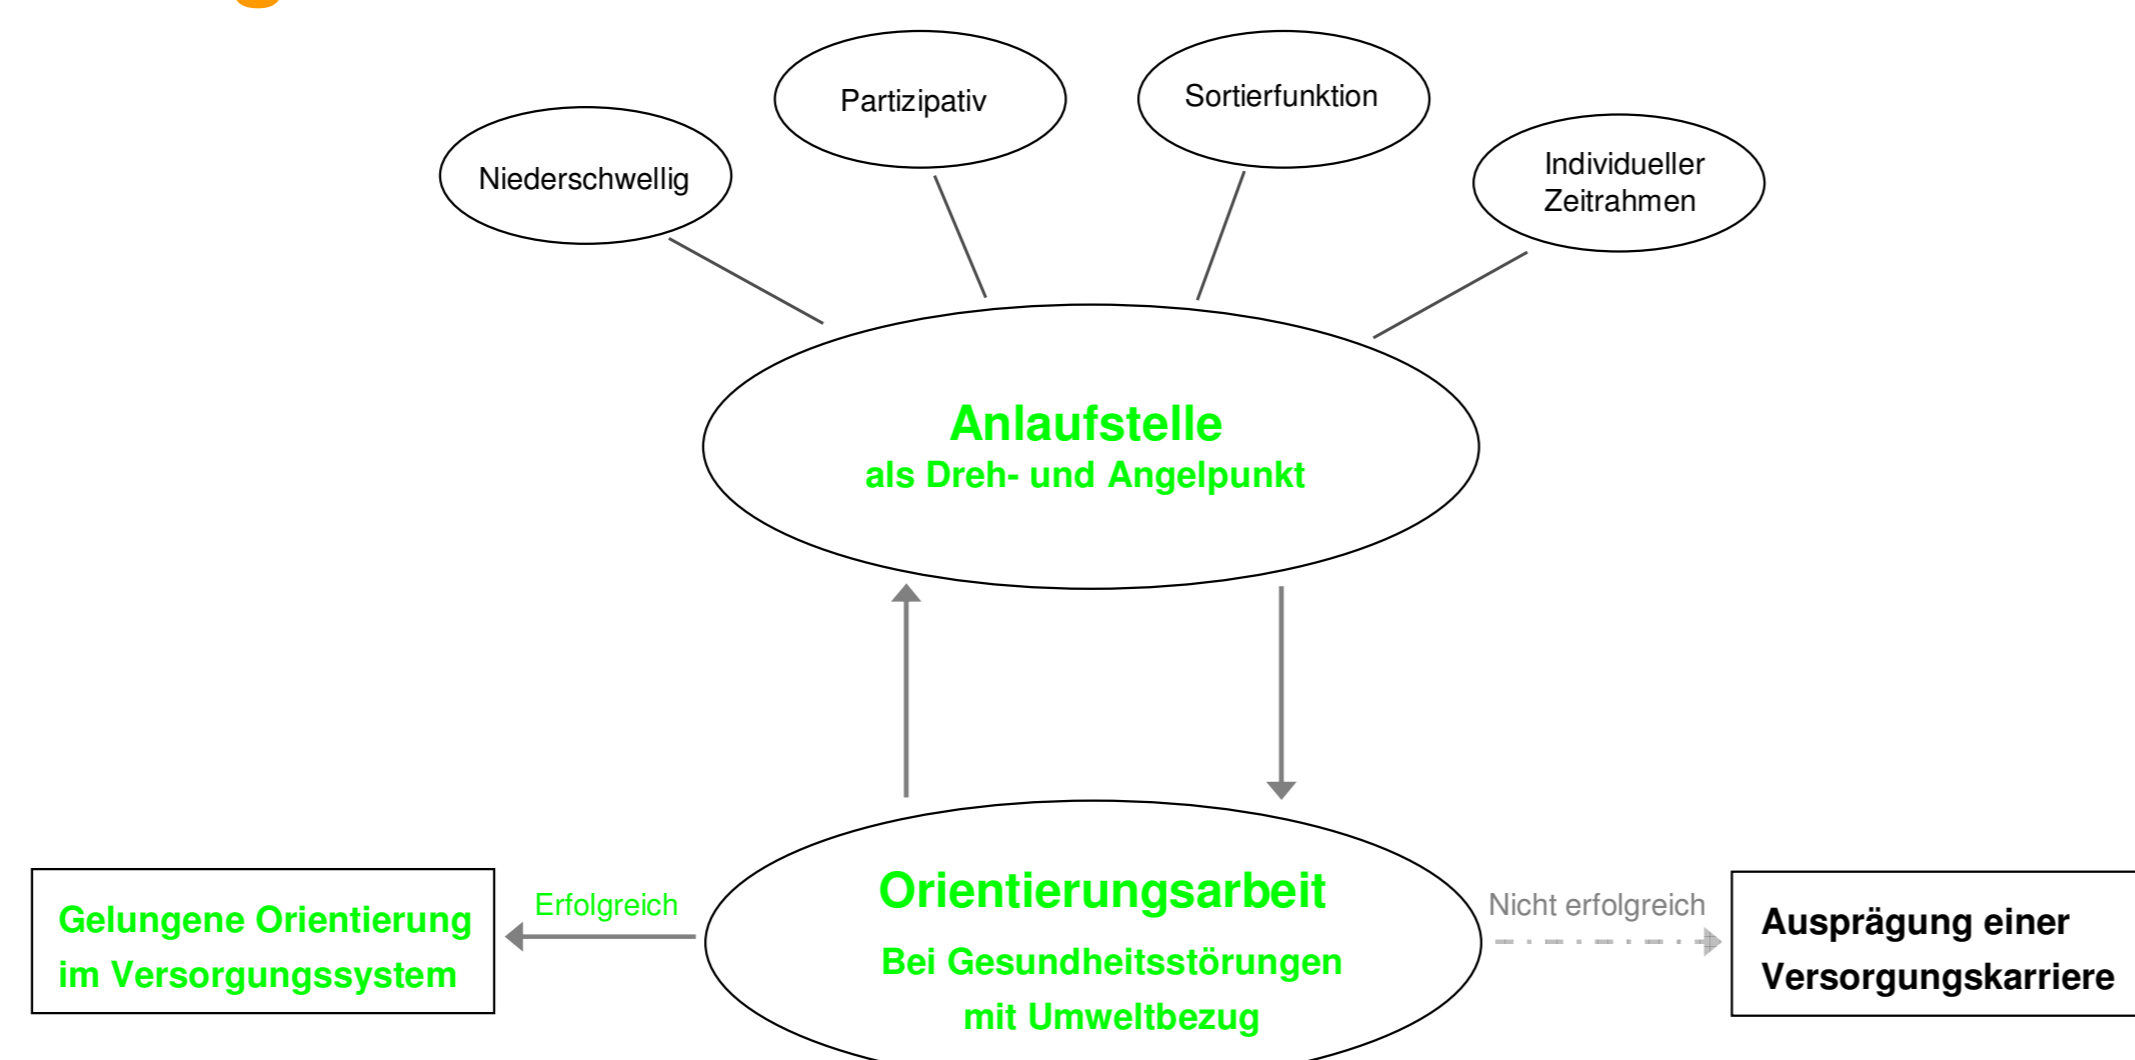 Partizipativ
Sortierfunktion
Niederschwellig
Individueller
Zeitrahmen
Anlaufstelle
als Dreh- und Angelpunkt
Orientierungsarbeit
Bei Gesundheitsstörungen
mit Umweltbezug
Erfolgreich
Gelungene Orientierung
im Versorgungssystem
Nicht erfolgreich
Ausprägung einer
Versorgungskarriere